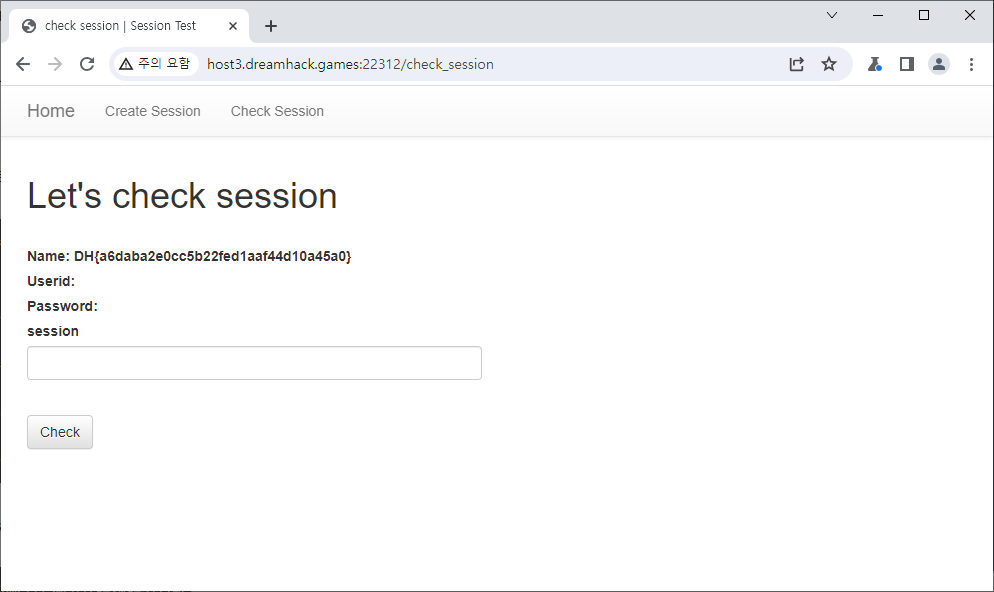 check session | Session Test
주의 요함 host3.dreamhack.games:22312/check_session
Home Create Session Check Session
Let's check session
Name: DH{a6daba2e0cc5b22fed1aaf44d10a45a0}
Userid:
Password:
session
Check